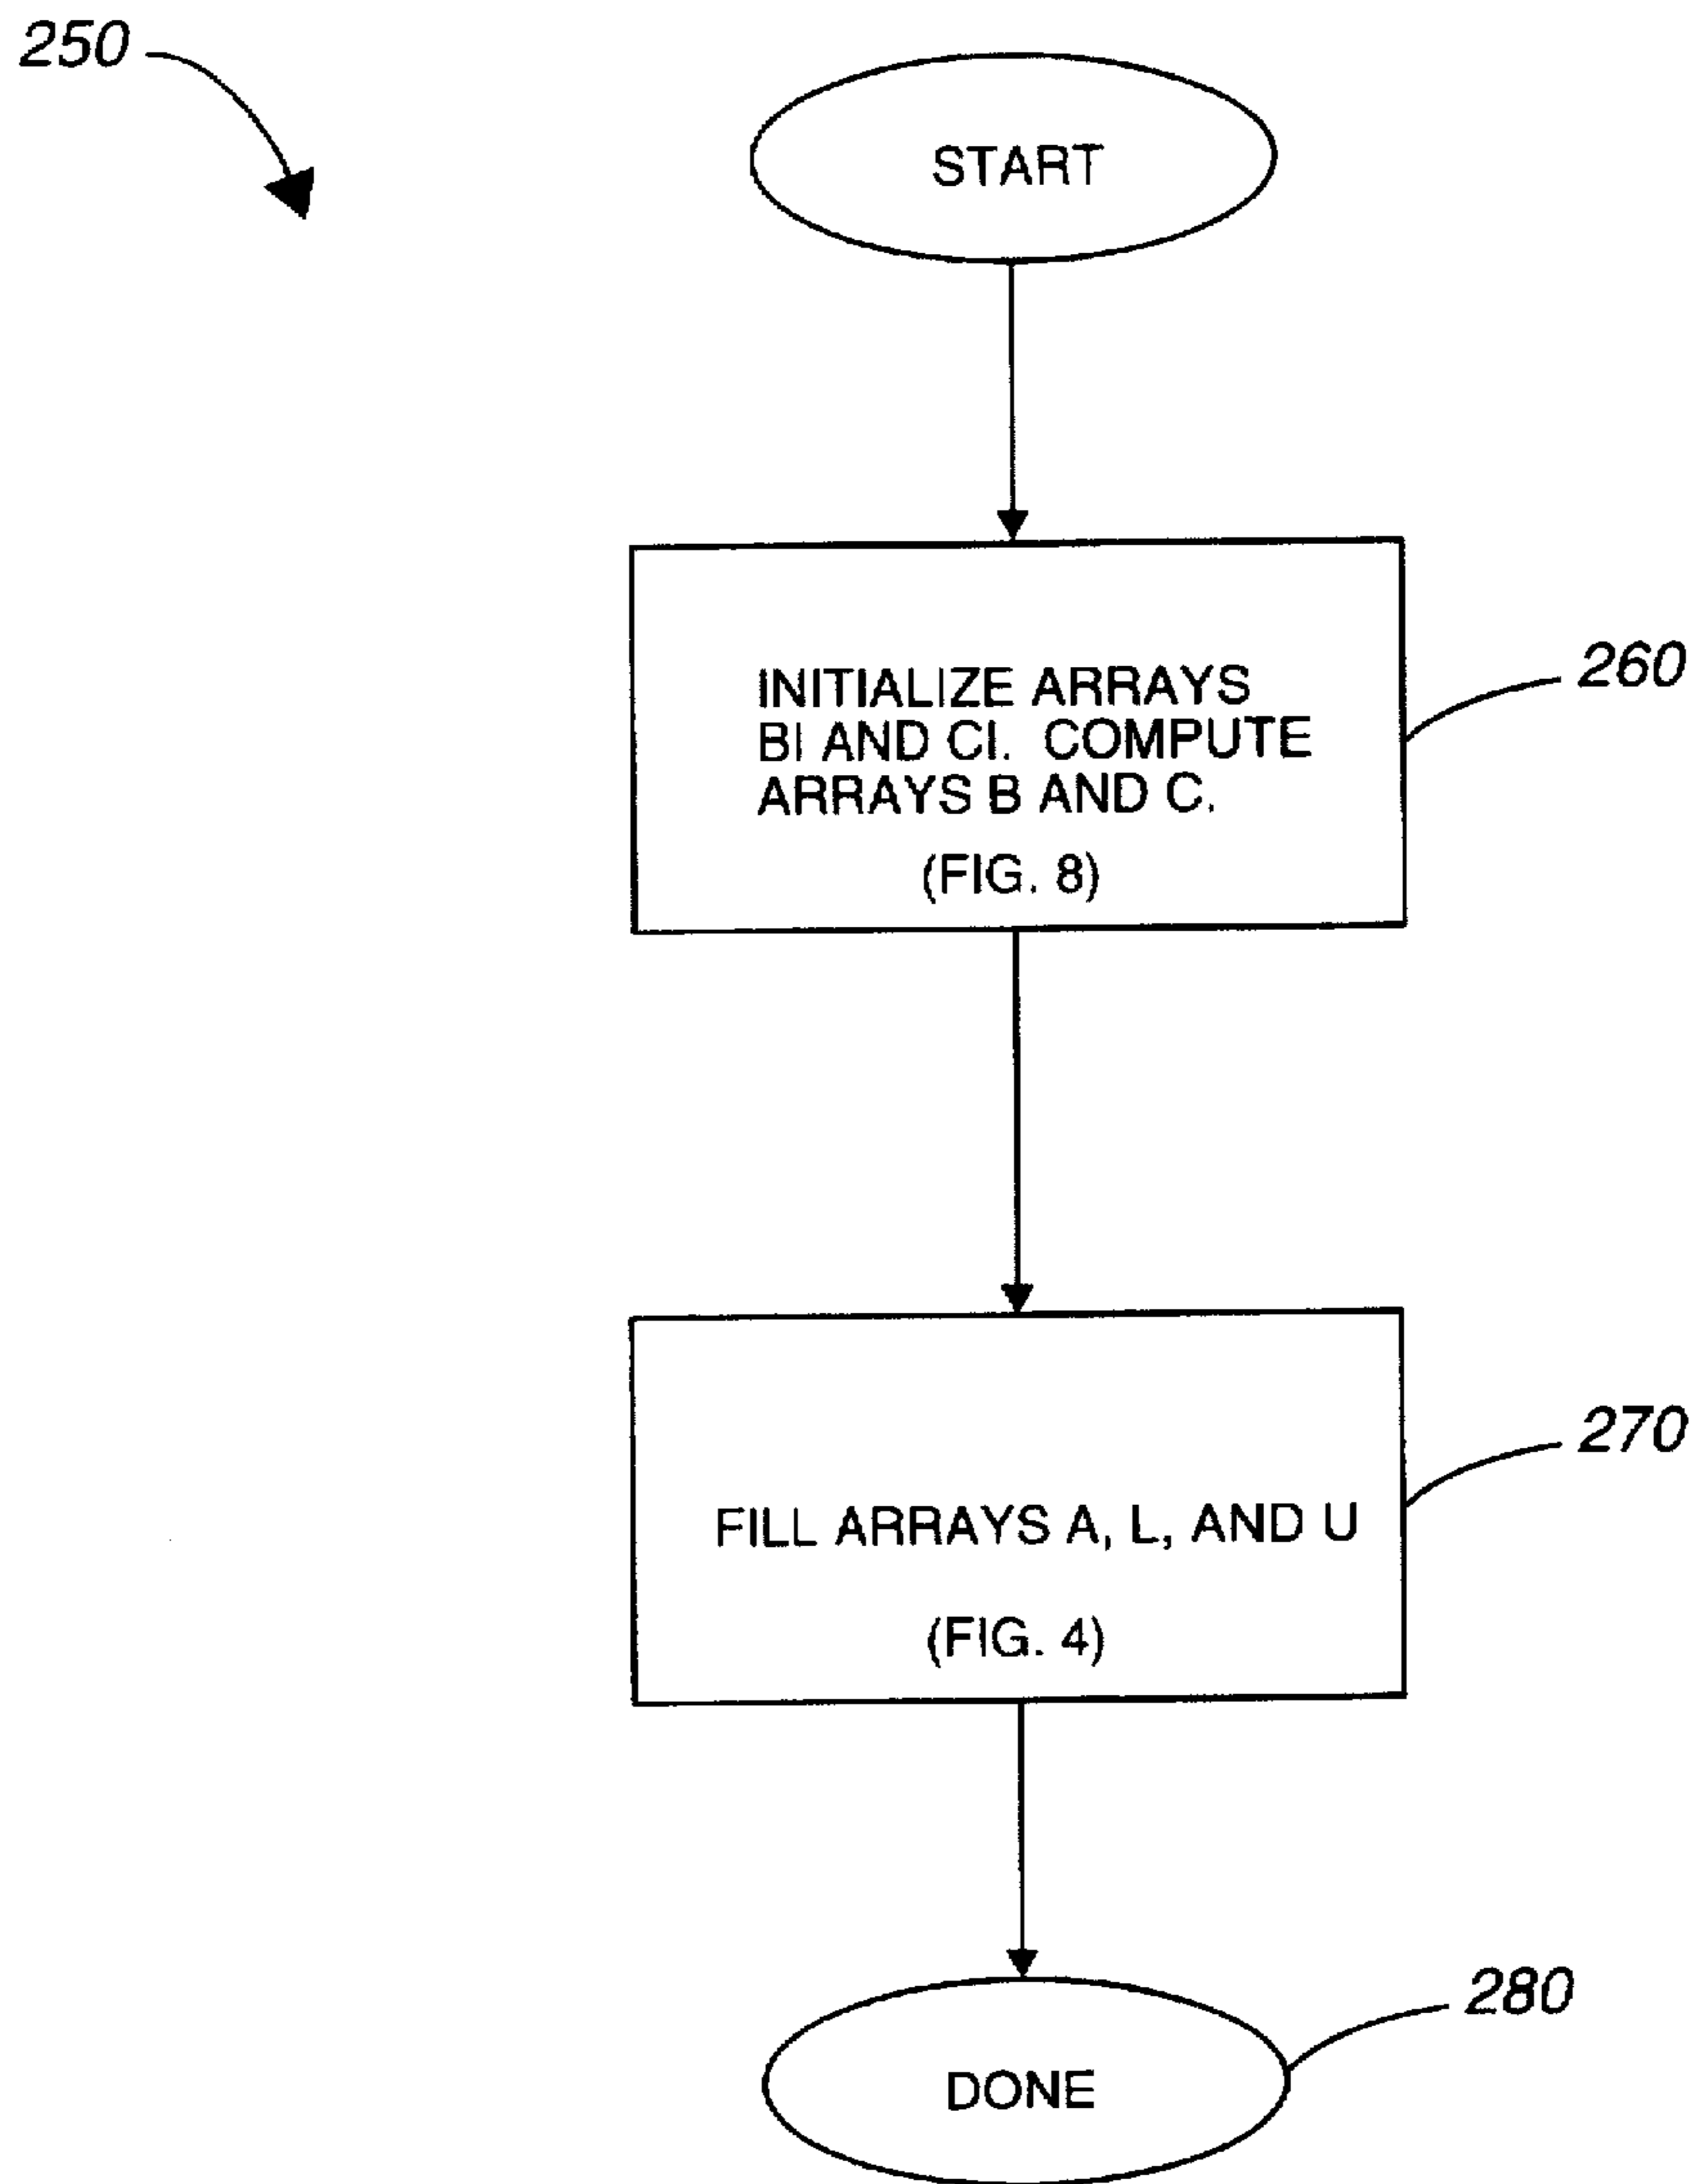 250
START
INITIALIZE ARRAYS
BI AND CI. COMPUTE
ARRAYS B AND C.
(FIG. 8)
260
FILL ARRAYS A, L, AND U
(FIG. 4)
270
DONE
280